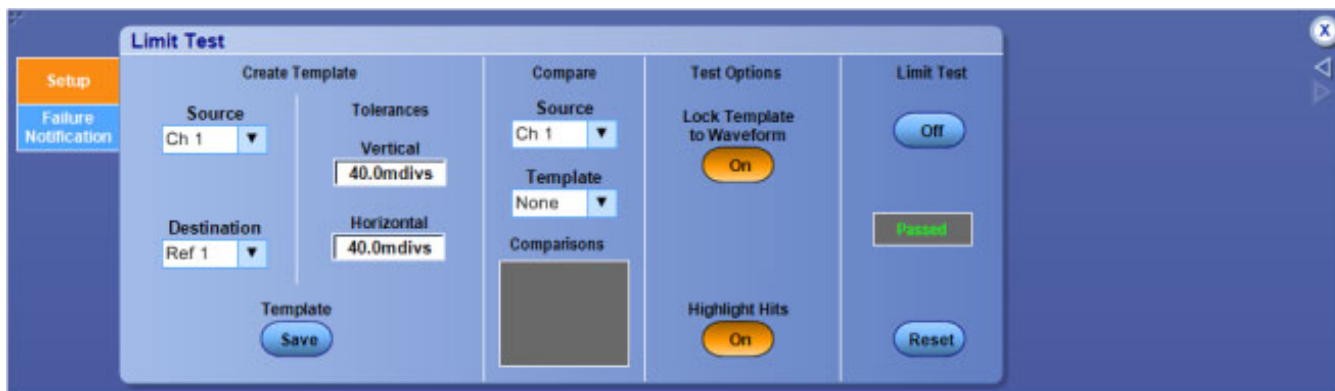 Limit Test
Setup
Failure
Notification
Create Template
Source
Ch 1
Destination
Ref 1
Tolerances
Vertical
40.0mdivs
Horizontal
40.0mdivs
Template
Save
Compare
Source
Ch 1
Template
None
Comparisons
Test Options
Lock Template
to Waveform
On
Highlight Hits
On
Limit Test
Off
Passed
Reset
X